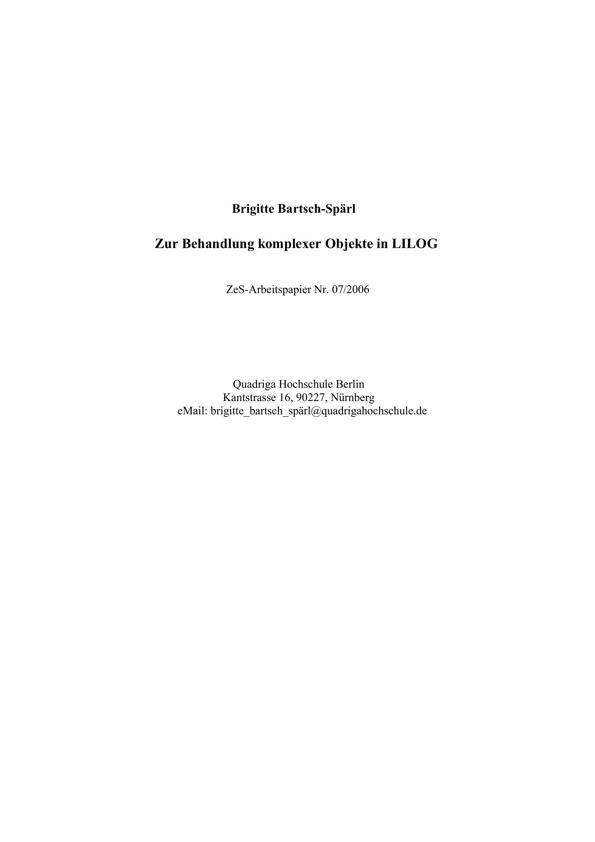 Brigitte Bartsch-Spärl
Zur Behandlung komplexer Objekte in LILOG
ZeS-Arbeitspapier Nr. 07/2006
Quadriga Hochschule Berlin
Kantstrasse 16, 90227, Nürnberg
eMail: brigitte_bartsch_spärl@quadrigahochschule.de